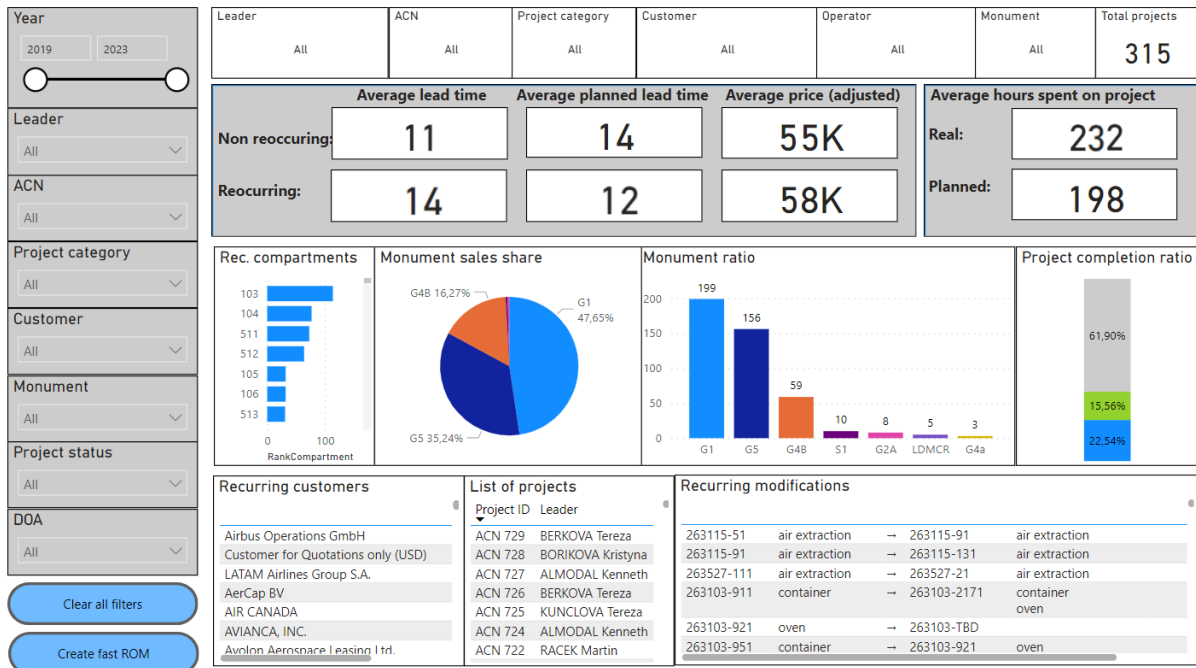 Year
2019
2023
Leader
All
ACN
All
Project category
All
Customer
All
Monument
All
Project status
All
DOA
All
Clear all filters
Create fast ROM
Leader
All
ACN
All
Project category
All
Customer
All
Operator
All
Monument
All
Total projects
315
Average lead time Average planned lead time Average price (adjusted)
Non reoccuring: 11 14 55K
Reocurring: 14 12 58K
Average hours spent on project
Real: 232
Planned: 198
Rec. compartments
103
104
511
512
105
106
513
0 100
RankCompartment
Monument sales share
G4B 16,27%
G1
47,65%
G5 35,24%
Monument ratio
200
150
100
50
0
199
156
59
10
8
5
3
G1 G5 G4B S1 G2A LDMCR G4a
Project completion ratio
61,90%
15,56%
22,54%
Recurring customers
Airbus Operations GmbH
Customer for Quotations only (USD)
LATAM Airlines Group S.A.
AerCap BV
AIR CANADA
AVIANCA, INC.
Avolon Aerospace Leasing Ltd.
List of projects
Project ID Leader
ACN 729 BERKOVA Tereza
ACN 728 BORIKOVA Kristyna
ACN 727 ALMODAL Kenneth
ACN 726 BERKOVA Tereza
ACN 725 KUNCLOVA Tereza
ACN 724 ALMODAL Kenneth
ACN 722 RACEK Martin
Recurring modifications
263115-51 air extraction → 263115-91 air extraction
263115-91 air extraction → 263115-131 air extraction
263527-111 air extraction → 263527-21 air extraction
263103-911 container → 263103-2171 container
oven
263103-921 oven → 263103-TBD
263103-951 container → 263103-921 oven